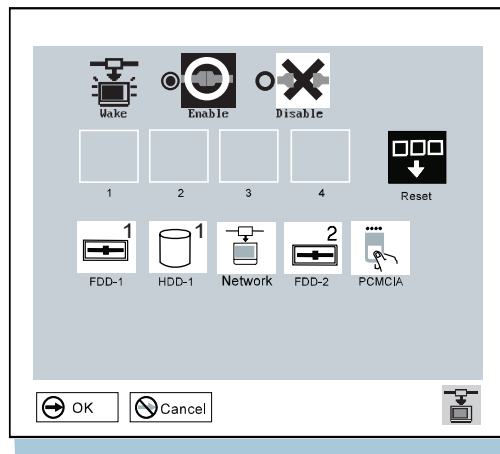 Wake Enable Disable
1 2 3 4 Reset
1 1 2
FDD-1 HDD-1 Network FDD-2 PCMCIA
OK Cancel